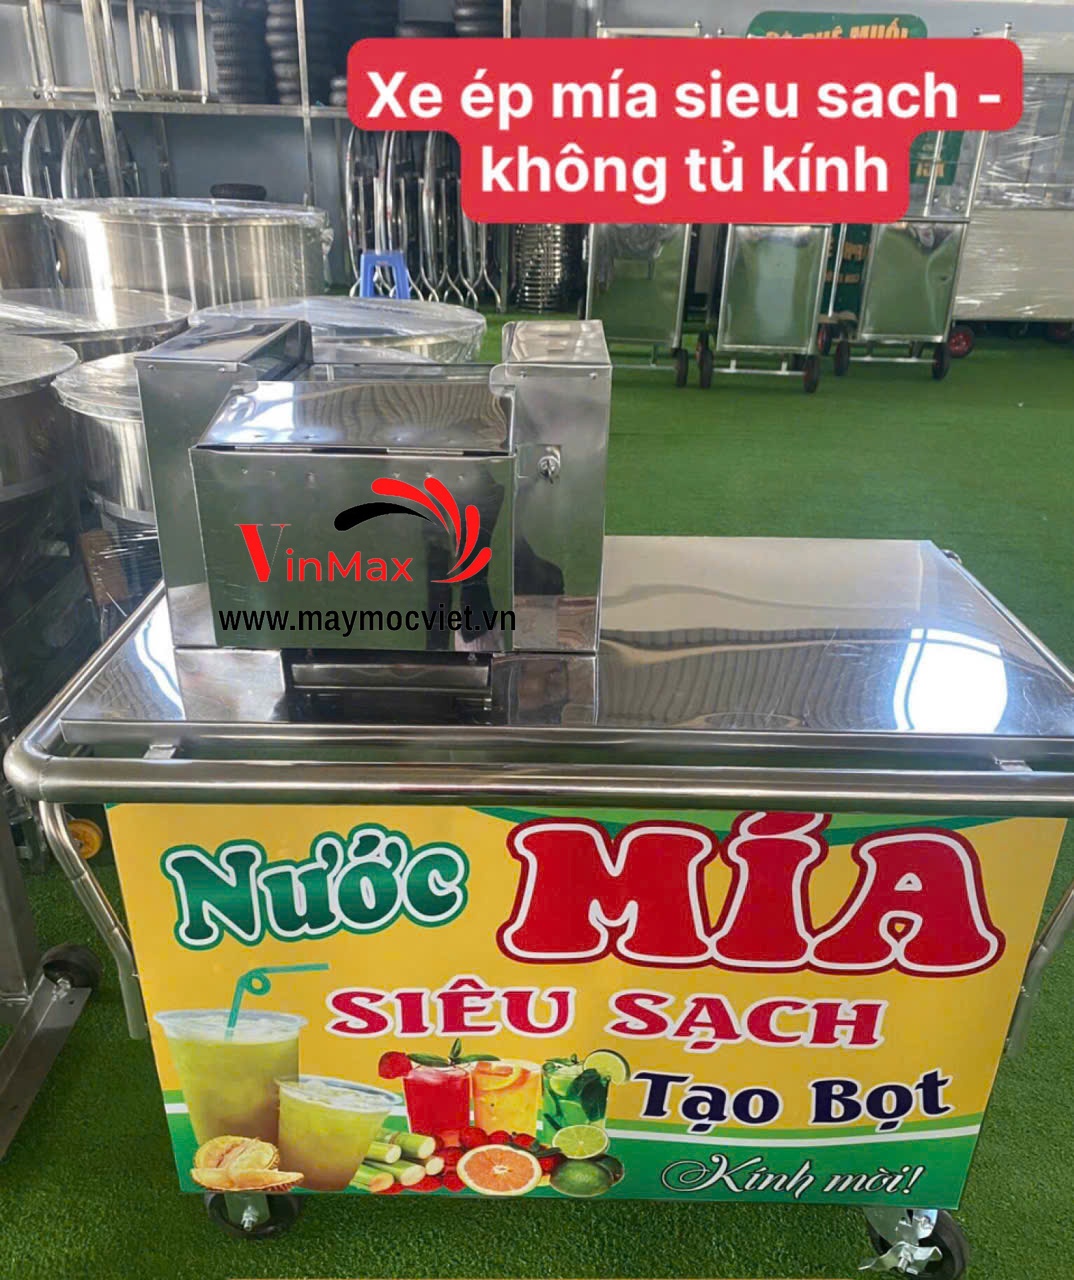 Xe ép mía sieu sach -
không tủ kính
VinMax
www.maymocviet.vn
Nước MÍA
SIÊU SẠCH
Tạo Bọt
Kính mời!